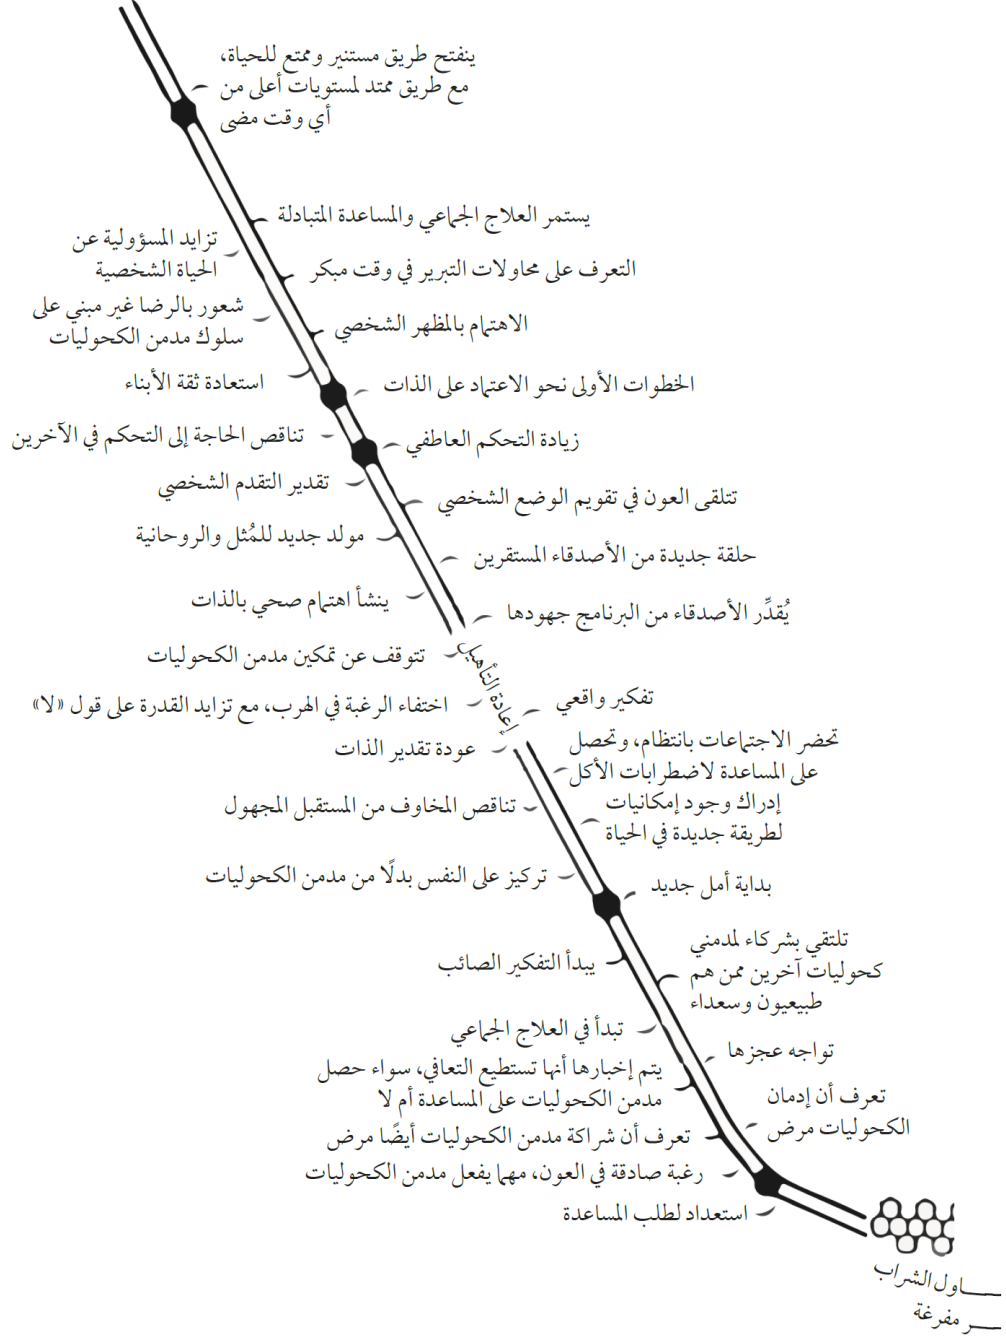 ينفتح طريق مستنير وممتع للحياة،
مع طريق ممتد لمستويات أعلى من
أي وقت مضى
يستمر العلاج الجماعي والمساعدة المتبادلة
تزايد المسؤولية عن
الحياة الشخصية
التعرف على محاولات التبرير في وقت مبكر
شعور بالرضا غير مبني على
سلوك مدمن الكحوليات
الاهتمام بالمظهر الشخصي
استعادة ثقة الأبناء
الخطوات الأولى نحو الاعتماد على الذات
تناقص الحاجة إلى التحكم في الآخرين
زيادة التحكم العاطفي
تقدير التقدم الشخصي
تتلقى العون في تقويم الوضع الشخصي
مولد جديد للمُثل والروحانية
حلقة جديدة من الأصدقاء المستقرين
ينشأ اهتمام صحي بالذات
يُقدِّر الأصدقاء من البرنامج جهودها
تتوقف عن تمكين مدمن الكحوليات
إعادة التأهيل
تفكير واقعي
اختفاء الرغبة في الهرب، مع تزايد القدرة على قول «لا»
تحضر الاجتماعات بانتظام، وتحصل
على المساعدة لاضطرابات الأكل
عودة تقدير الذات
إدراك وجود إمكانيات
لطريقة جديدة في الحياة
تناقص المخاوف من المستقبل المجهول
تركيز على النفس بدلًا من مدمن الكحوليات
بداية أمل جديد
تلتقي بشركاء لمدمني
كحوليات آخرين ممن هم
طبيعيون وسعداء
يبدأ التفكير الصائب
تبدأ في العلاج الجماعي
تواجه عجزها
يتم إخبارها أنها تستطيع التعافي، سواء حصل
مدمن الكحوليات على المساعدة أم لا
تعرف أن إدمان
الكحوليات مرض
تعرف أن شراكة مدمن الكحوليات أيضًا مرض
رغبة صادقة في العون، مهما يفعل مدمن الكحوليات
استعداد لطلب المساعدة
ـاول الشراب
ـر مفرغة